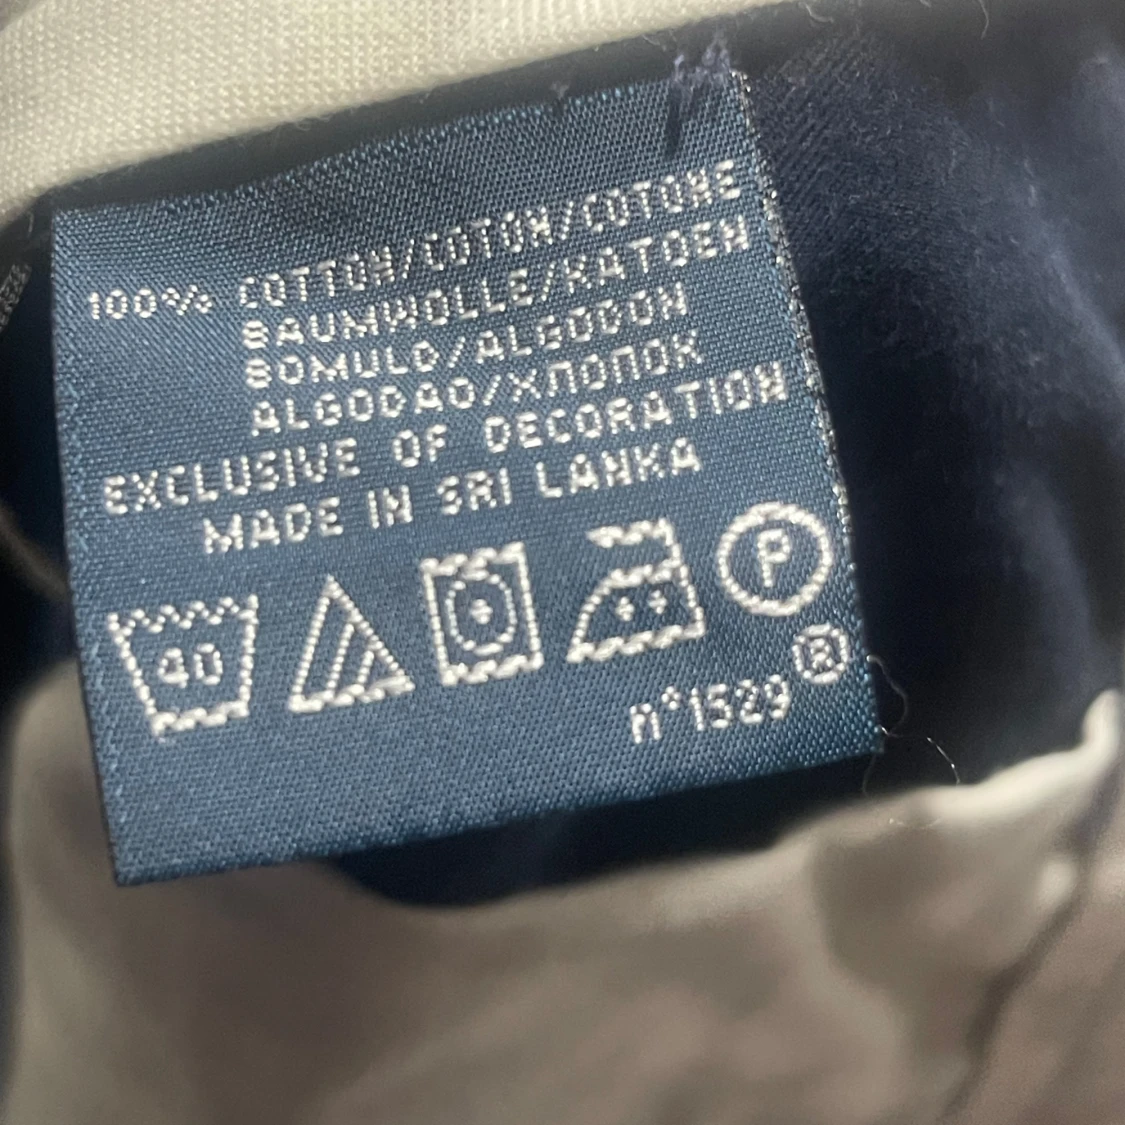 100% COTTON/COTON/COTONE
BAUMWOLLE/KATOEN
BOMULD/ALGODON
ALGODAO/ХЛОПОК
EXCLUSIVE OF DECORATION
MADE IN SRI LANKA
40
P
®
n°1529